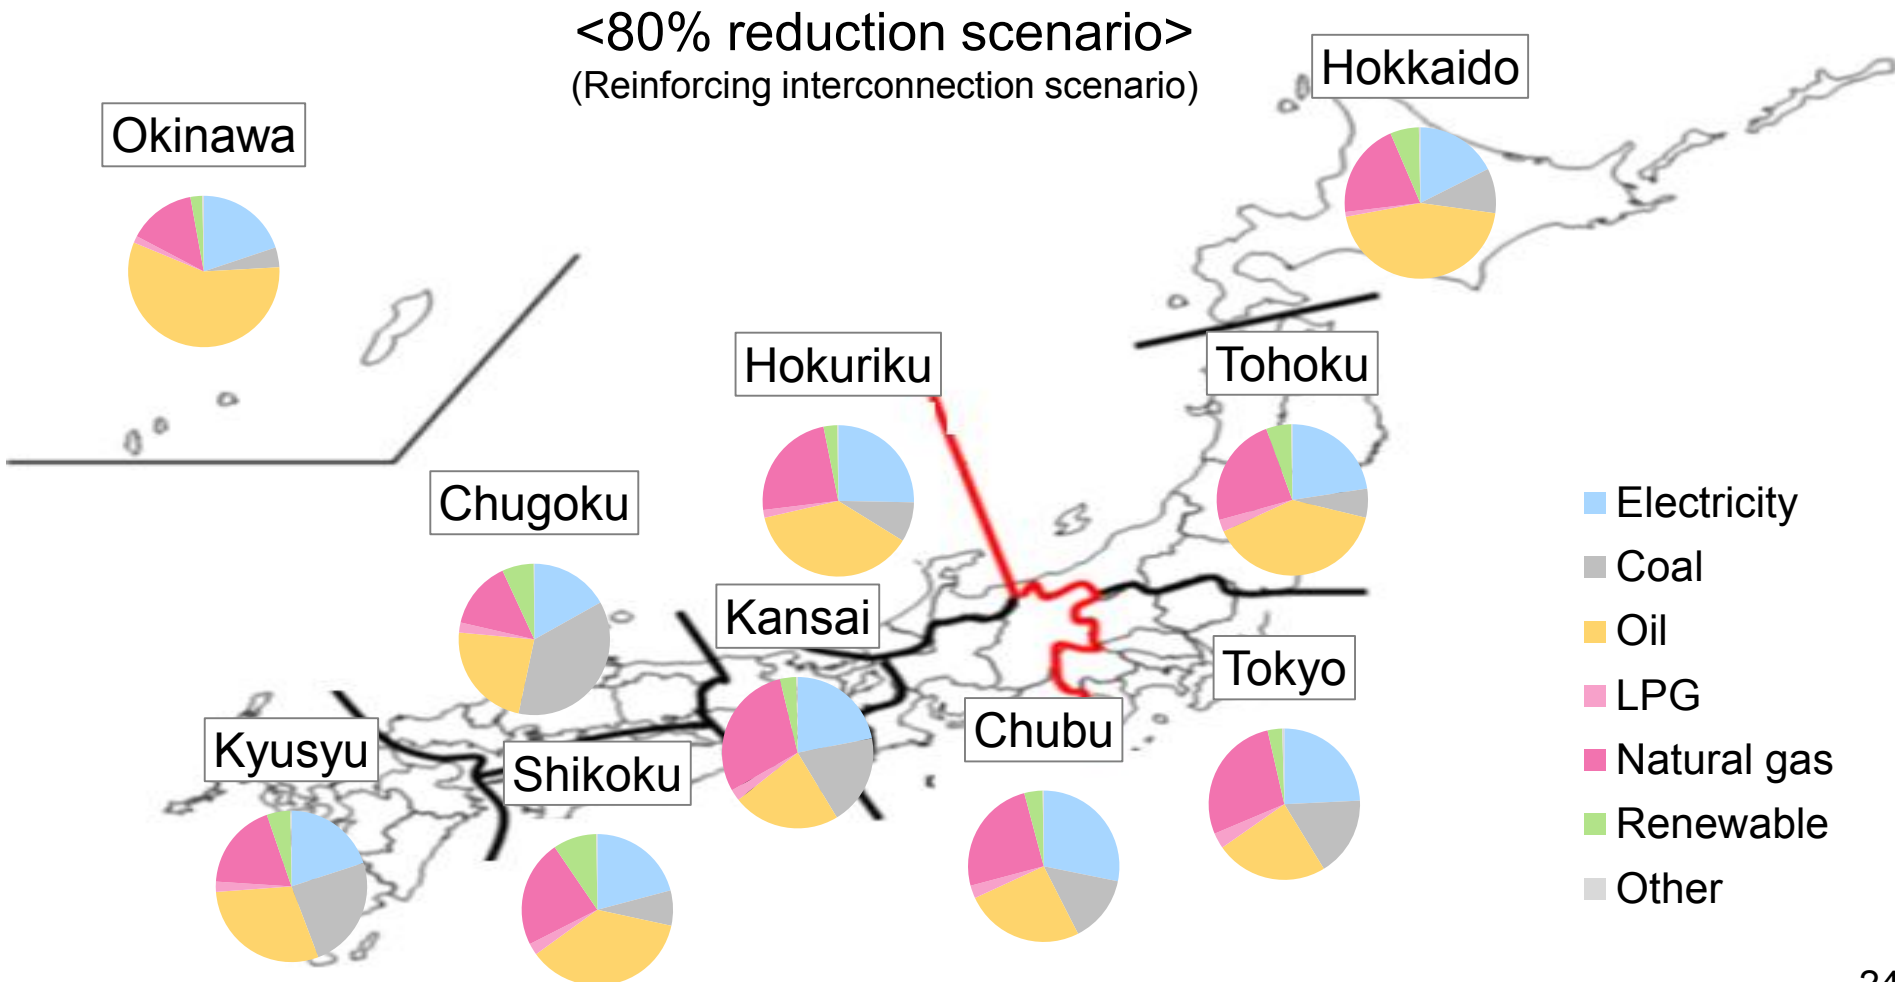 <80% reduction scenario>
(Reinforcing interconnection scenario)
Hokkaido
Okinawa
Hokuriku
Tohoku
Chugoku
Kansai
Tokyo
Chubu
Kyusyu
Shikoku
Electricity
Coal
Oil
LPG
Natural gas
Renewable
Other
24